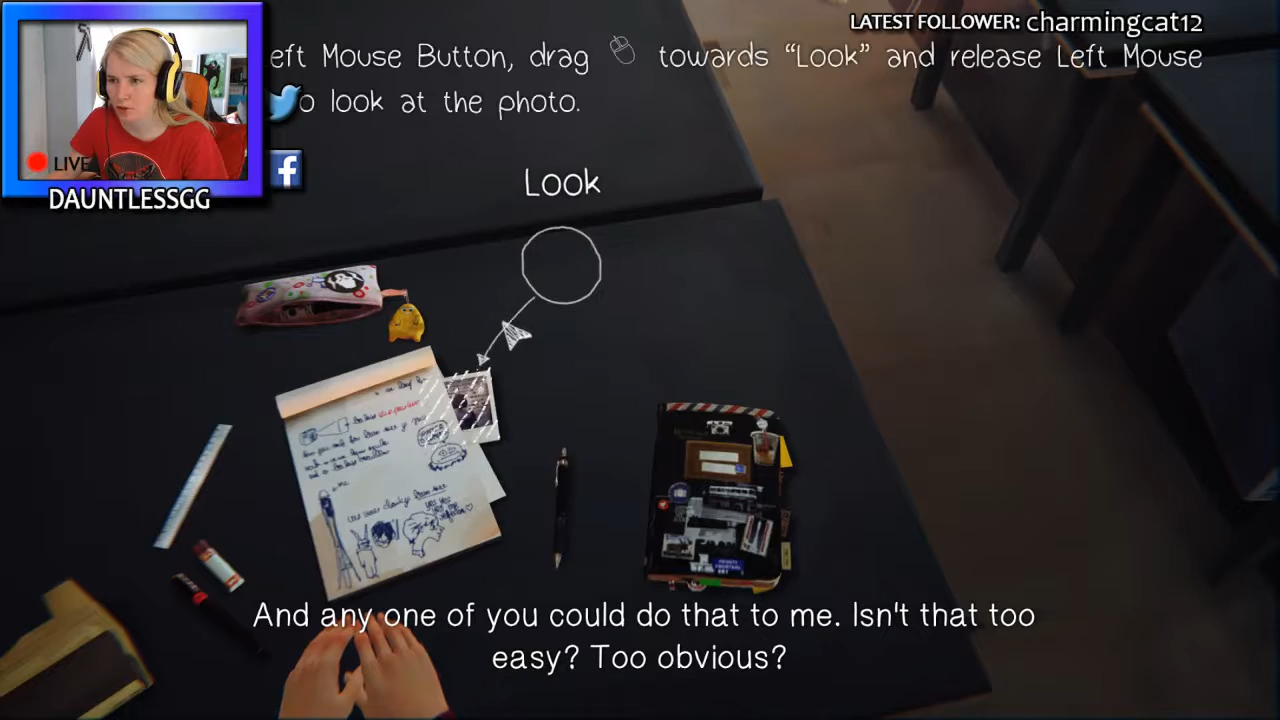 LATEST FOLLOWER: charmingcat12
eft Mouse Button, drag towards “Look” and release Left Mouse
o look at the photo.
LIVE
DAUNTLESSGG
Look
And any one of you could do that to me. Isn't that too
easy? Too obvious?